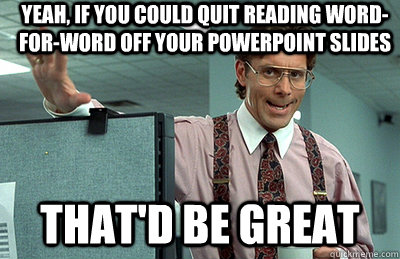 YEAH, IF YOU COULD QUIT READING WORD-
FOR-WORD OFF YOUR POWERPOINT SLIDES
THAT'D BE GREAT
quickmeme.com